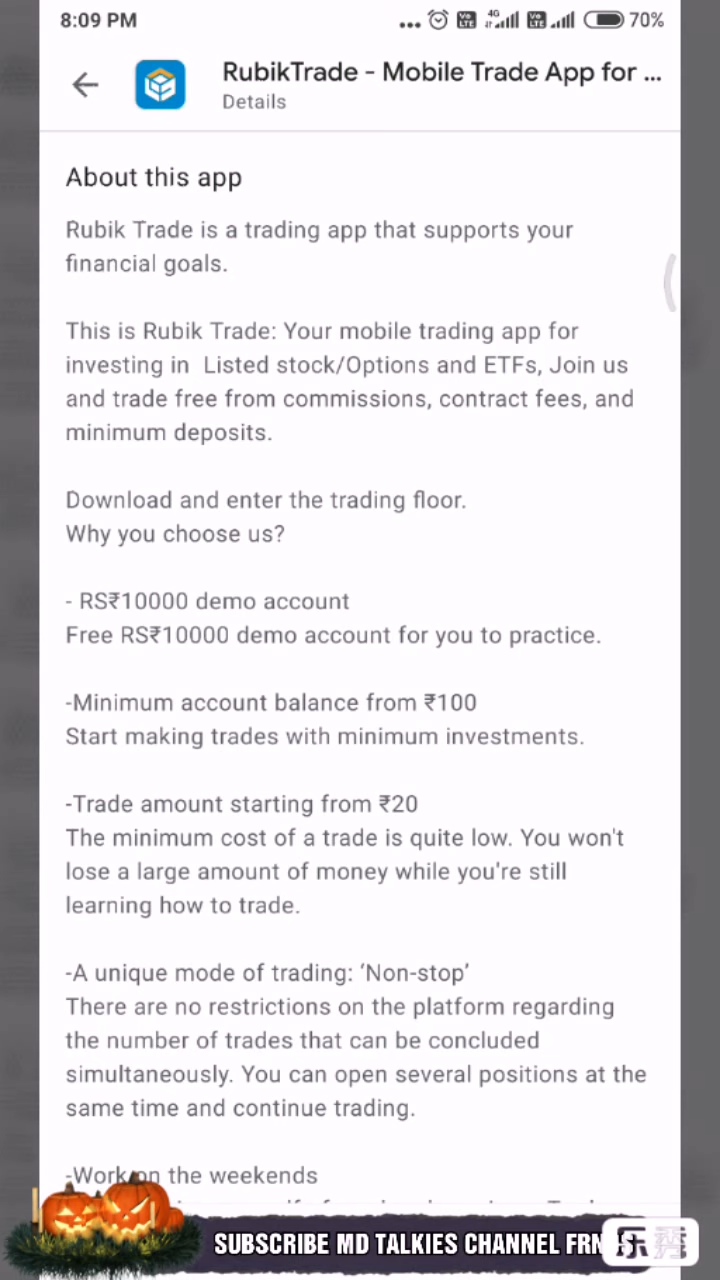 8:09 PM
4G
VO LTE
VO LTE
70%
RubikTrade - Mobile Trade App for ...
Details
About this app
Rubik Trade is a trading app that supports your
financial goals.
This is Rubik Trade: Your mobile trading app for
investing in Listed stock/Options and ETFs, Join us
and trade free from commissions, contract fees, and
minimum deposits.
Download and enter the trading floor.
Why you choose us?
- RS₹10000 demo account
Free RS₹10000 demo account for you to practice.
-Minimum account balance from ₹100
Start making trades with minimum investments.
-Trade amount starting from ₹20
The minimum cost of a trade is quite low. You won't
lose a large amount of money while you're still
learning how to trade.
-A unique mode of trading: ‘Non-stop’
There are no restrictions on the platform regarding
the number of trades that can be concluded
simultaneously. You can open several positions at the
same time and continue trading.
-Work on the weekends
SUBSCRIBE MD TALKIES CHANNEL FRN
乐秀